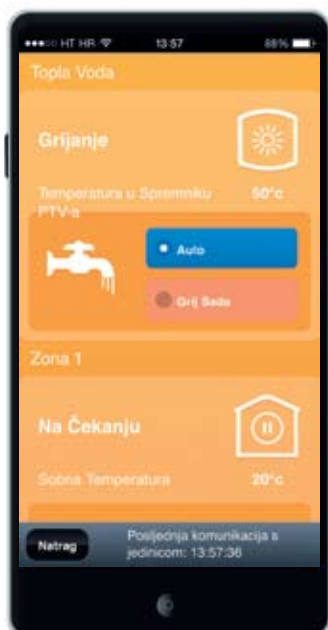 HT HR 13:57 88%
Topla Voda
Grijanje
Temperatura u Spremniku 50°c
PTV-a
Auto
Grij Sada
Zona 1
Na Čekanju
Sobna Temperatura 20°c
Natrag
Posljednja komunikacija s
jedinicom: 13:57:36